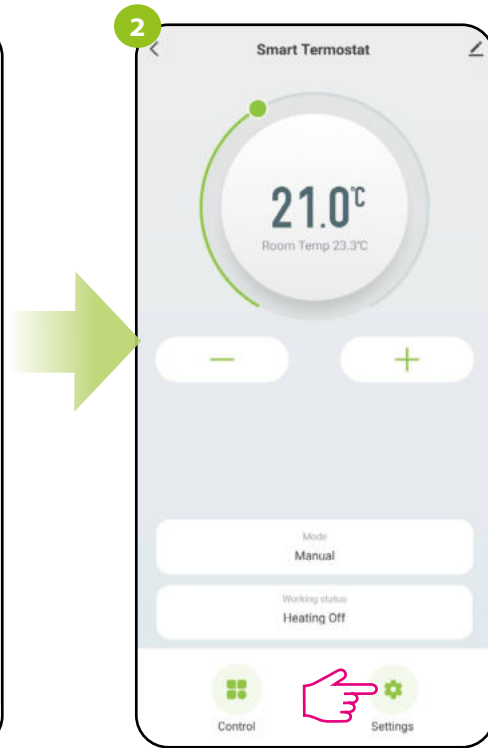 2
Smart Termostat
21.0°C
Room Temp 23.3°C
Mode
Manual
Working status
Heating Off
Control
Settings